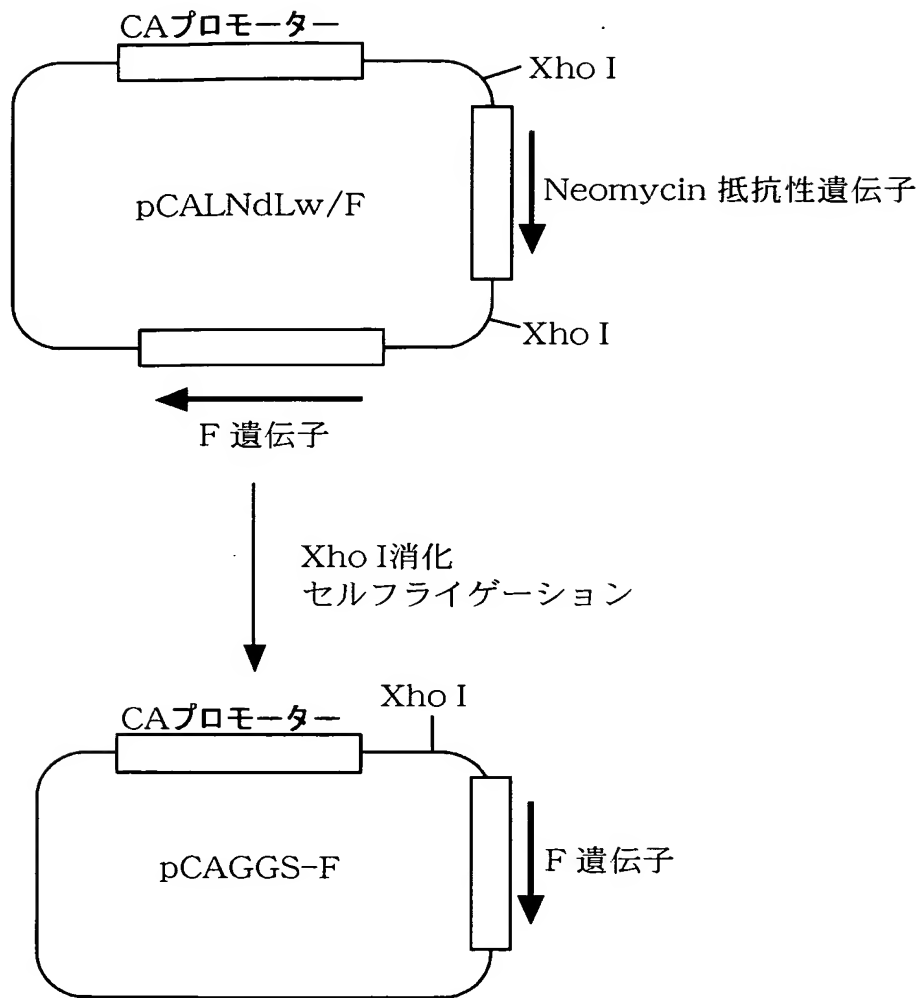 CAプロモーター
Xho I
pCALNdLw/F
Neomycin 抵抗性遺伝子
Xho I
F 遺伝子
Xho I消化
セルフライゲーション
CAプロモーター
Xho I
pCAGGS-F
F 遺伝子